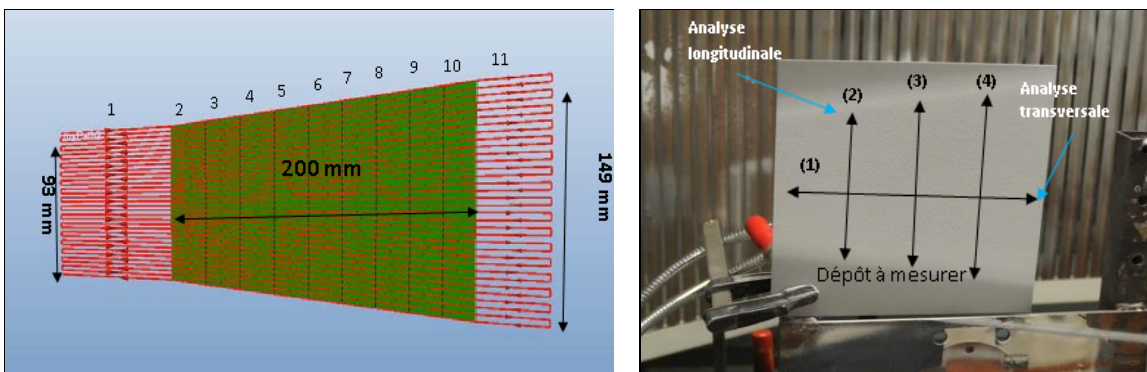 1
2
3
4
5
6
7
8
9
10
11
93 mm
200 mm
149 mm
Analyse
longitudinale
(1)
(2)
(3)
(4)
Analyse
transversale
Dépôt à mesurer